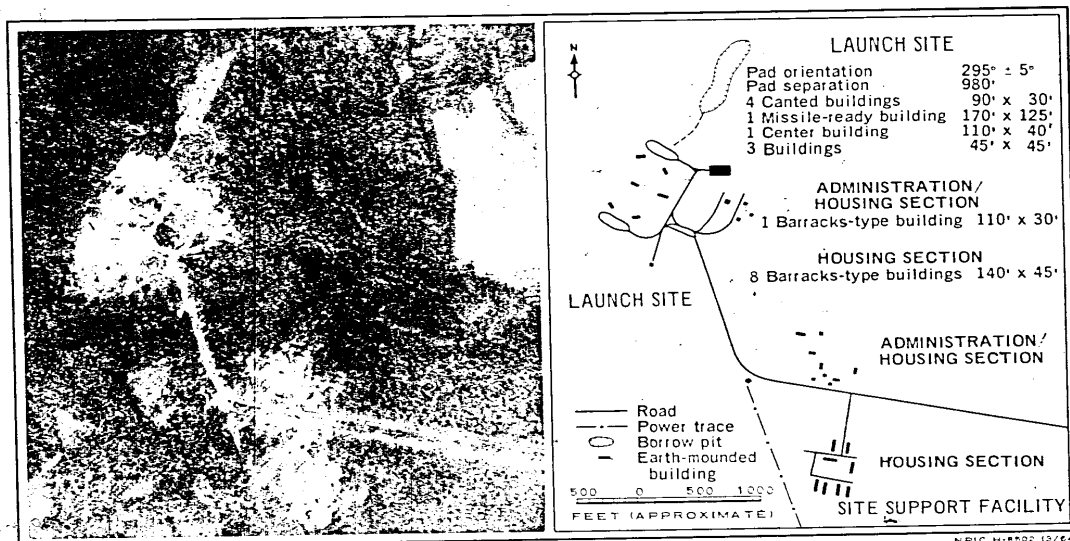 N
LAUNCH SITE
Pad orientation 295° ± 5°
Pad separation 980'
4 Canted buildings 90' x 30'
1 Missile-ready building 170' x 125'
1 Center building 110' x 40'
3 Buildings 45' x 45'
ADMINISTRATION/
HOUSING SECTION
1 Barracks-type building 110' x 30'
HOUSING SECTION
8 Barracks-type buildings 140' x 45'
LAUNCH SITE
ADMINISTRATION/
HOUSING SECTION
Road
Power trace
Borrow pit
Earth-mounded
building
HOUSING SECTION
500 0 500 1000
FEET (APPROXIMATE)
SITE SUPPORT FACILITY
NPIC